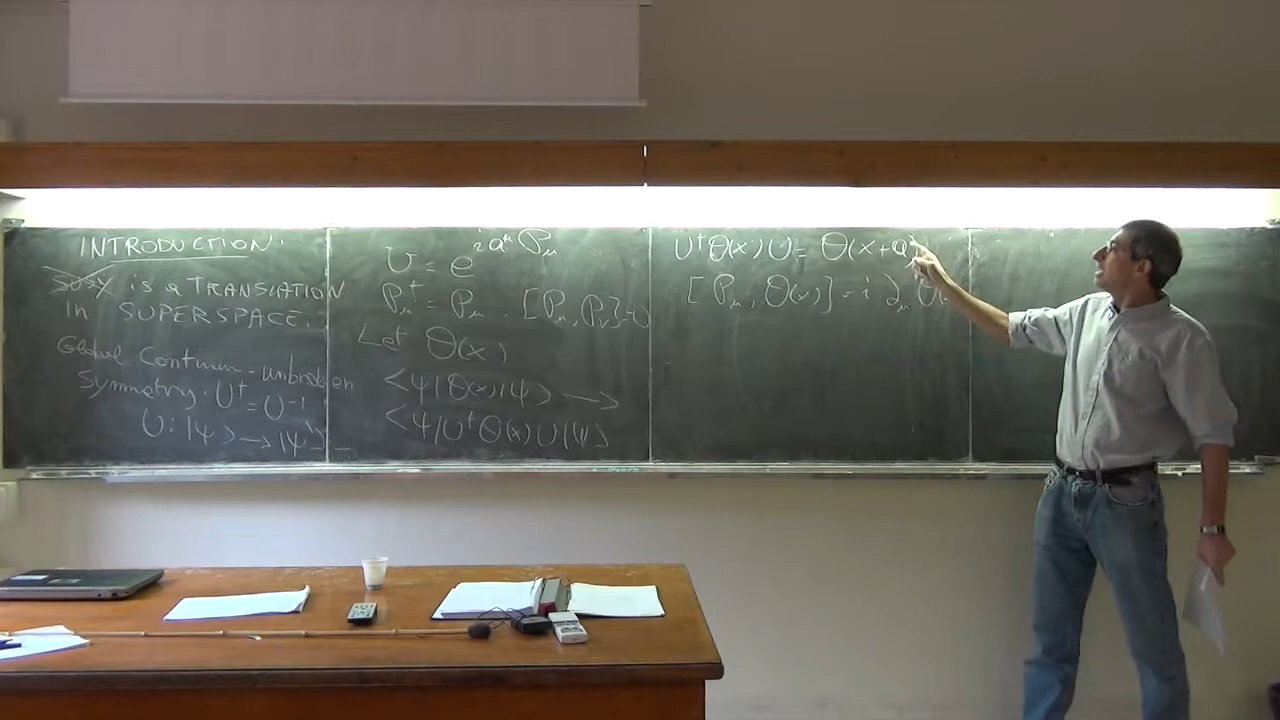 INTRODUCTION.
SUSY is a TRANSLATION
in SUPERSPACE.
Global Continuum - unbroken
Symmetry. U† = U⁻¹
U: |ψ⟩ → |ψ'⟩
U = e^{i a^μ P_μ}
P_μ† = P_μ . [P_μ, P_ν] = 0
Let O(x)
<ψ|O(x)|ψ> →
<ψ|U†O(x)U|ψ>
U†O(x)U = O(x+a)
[P_μ, O(x)] = i ∂_μ O